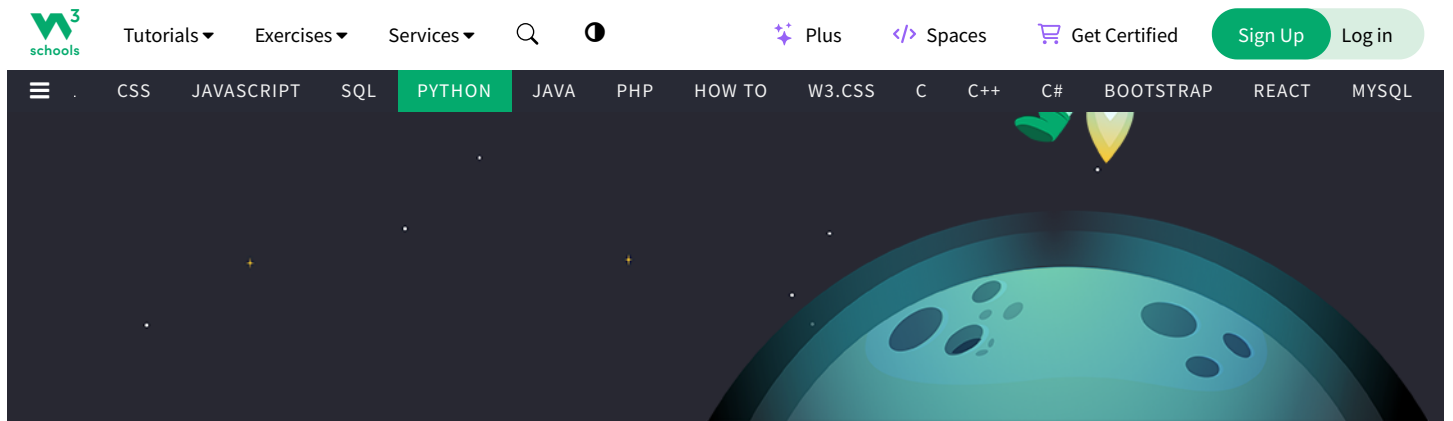 W3 schools Tutorials Exercises Services Plus </> Spaces Get Certified Sign Up Log in
. CSS JAVASCRIPT SQL PYTHON JAVA PHP HOW TO W3.CSS C C++ C# BOOTSTRAP REACT MYSQL